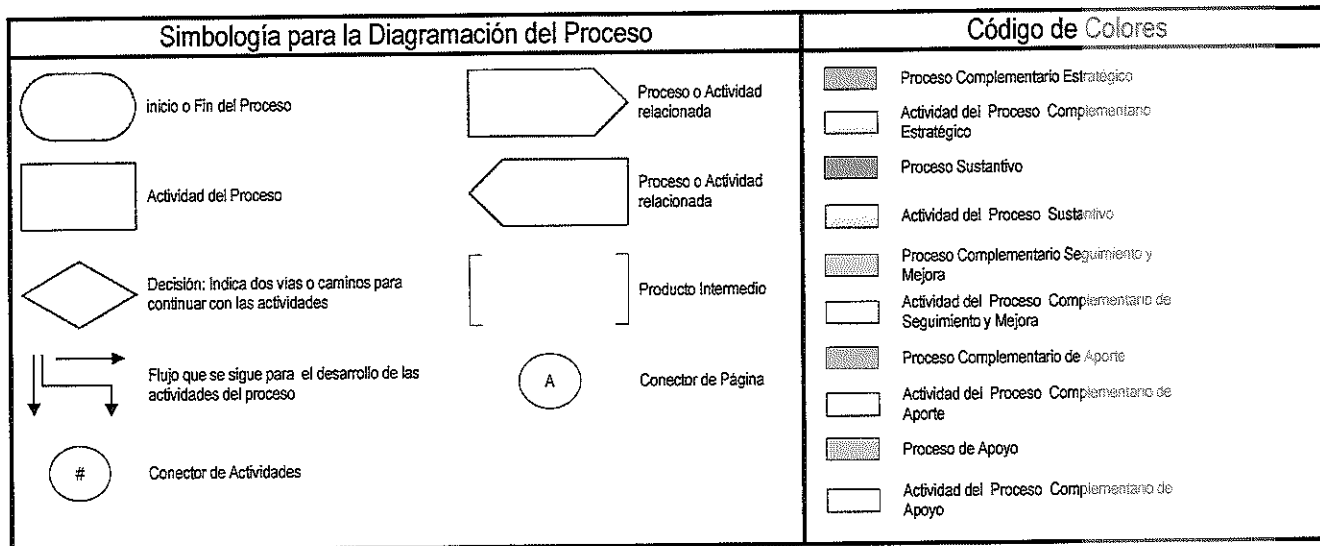 Simbología para la Diagramación del Proceso
inicio o Fin del Proceso
Proceso o Actividad
relacionada
Actividad del Proceso
Proceso o Actividad
relacionada
Decisión: Indica dos vías o caminos para
continuar con las actividades
Producto Intermedio
Flujo que se sigue para el desarrollo de las
actividades del proceso
A
Conector de Página
#
Conector de Actividades
Código de Colores
Proceso Complementario Estratégico
Actividad del Proceso Complementario
Estratégico
Proceso Sustantivo
Actividad del Proceso Sustantivo
Proceso Complementario Seguimiento y
Mejora
Actividad del Proceso Complementario de
Seguimiento y Mejora
Proceso Complementario de Aporte
Actividad del Proceso Complementario de
Aporte
Proceso de Apoyo
Actividad del Proceso Complementario de
Apoyo